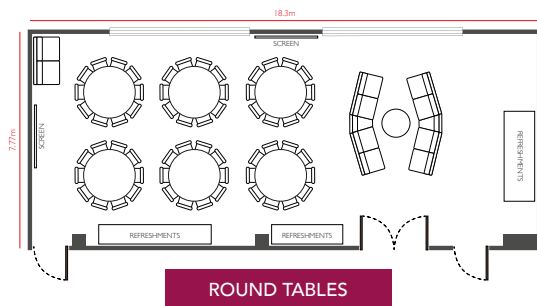 18.3m
SCREEN
7.77m
SCREEN
REFRESHMENTS
REFRESHMENTS
REFRESHMENTS
ROUND TABLES